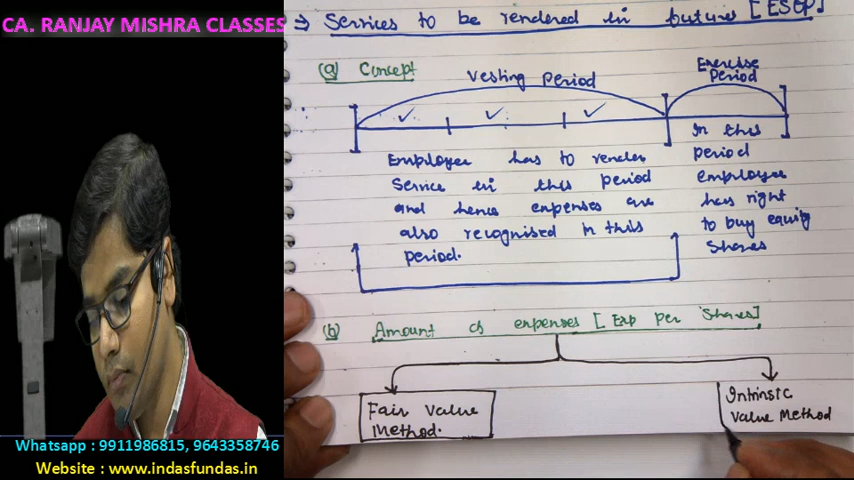 CA. RANJAY MISHRA CLASSES
⇒ Services to be rendered in future [ESOP]
(a) Concept
Vesting Period
Exercise
Period
Employee has to render
Service in this period
and hence expenses are
also recognised in this
period.
In this
period
employee
has right
to buy equity
Shares
(b) Amount of expenses [Exp per Shares]
Fair Value
Method.
Intrinsic
Value Method
Whatsapp : 9911986815, 9643358746
Website : www.indasfundas.in